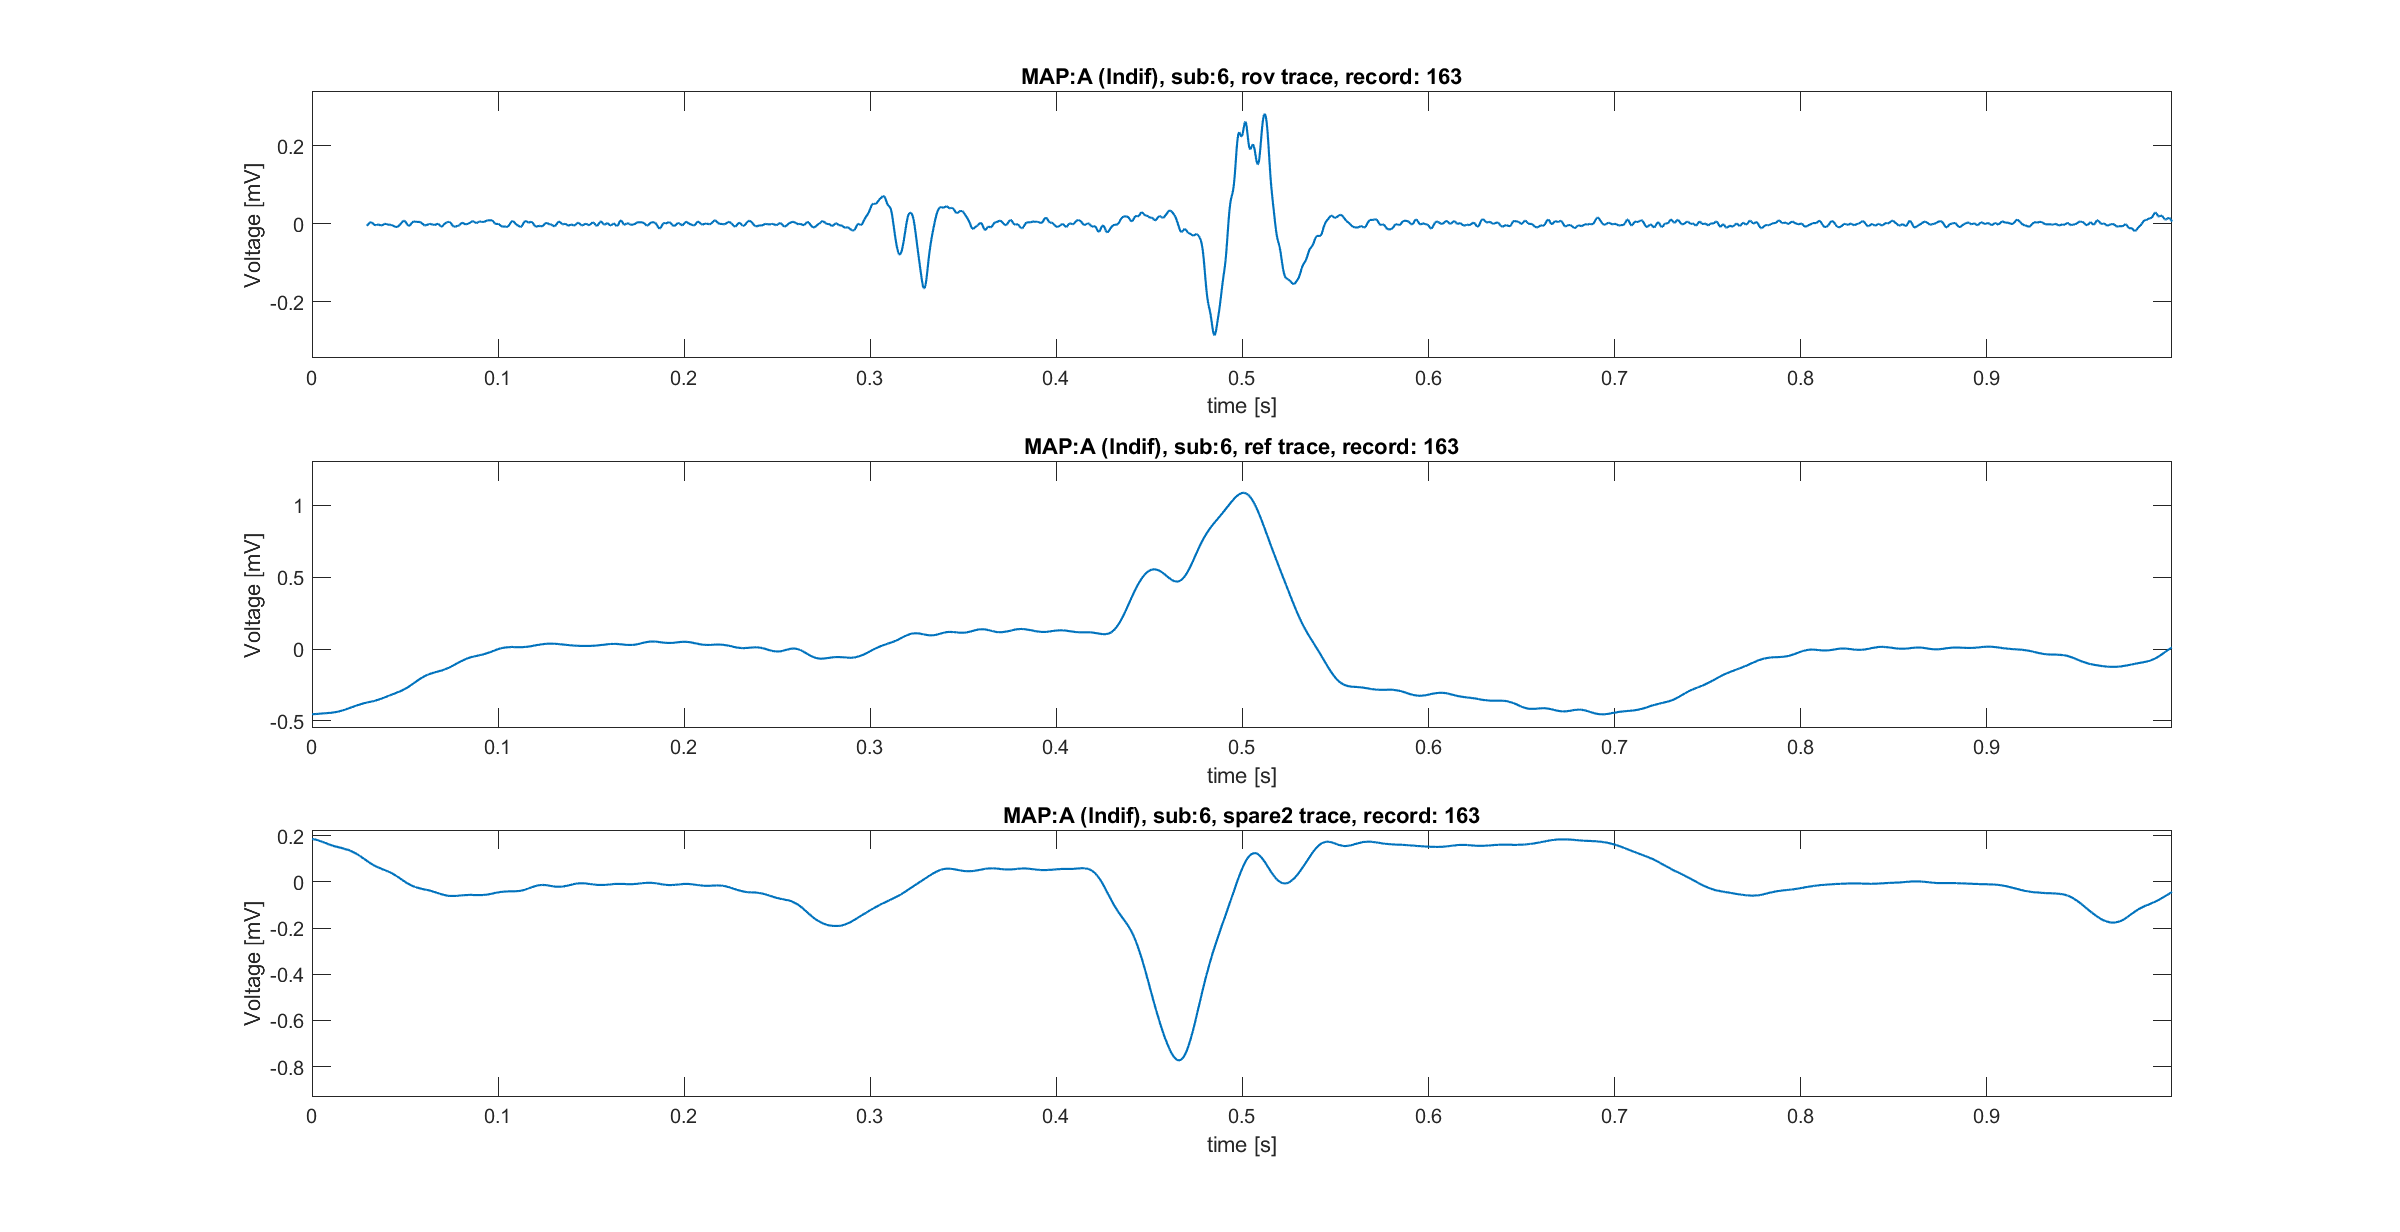 MAP:A (Indif), sub:6, rov trace, record: 163
Voltage [mV]
0.2
0
-0.2
0 0.1 0.2 0.3 0.4 0.5 0.6 0.7 0.8 0.9
time [s]
MAP:A (Indif), sub:6, ref trace, record: 163
Voltage [mV]
1
0.5
0
-0.5
0 0.1 0.2 0.3 0.4 0.5 0.6 0.7 0.8 0.9
time [s]
MAP:A (Indif), sub:6, spare2 trace, record: 163
Voltage [mV]
0.2
0
-0.2
-0.4
-0.6
-0.8
0 0.1 0.2 0.3 0.4 0.5 0.6 0.7 0.8 0.9
time [s]